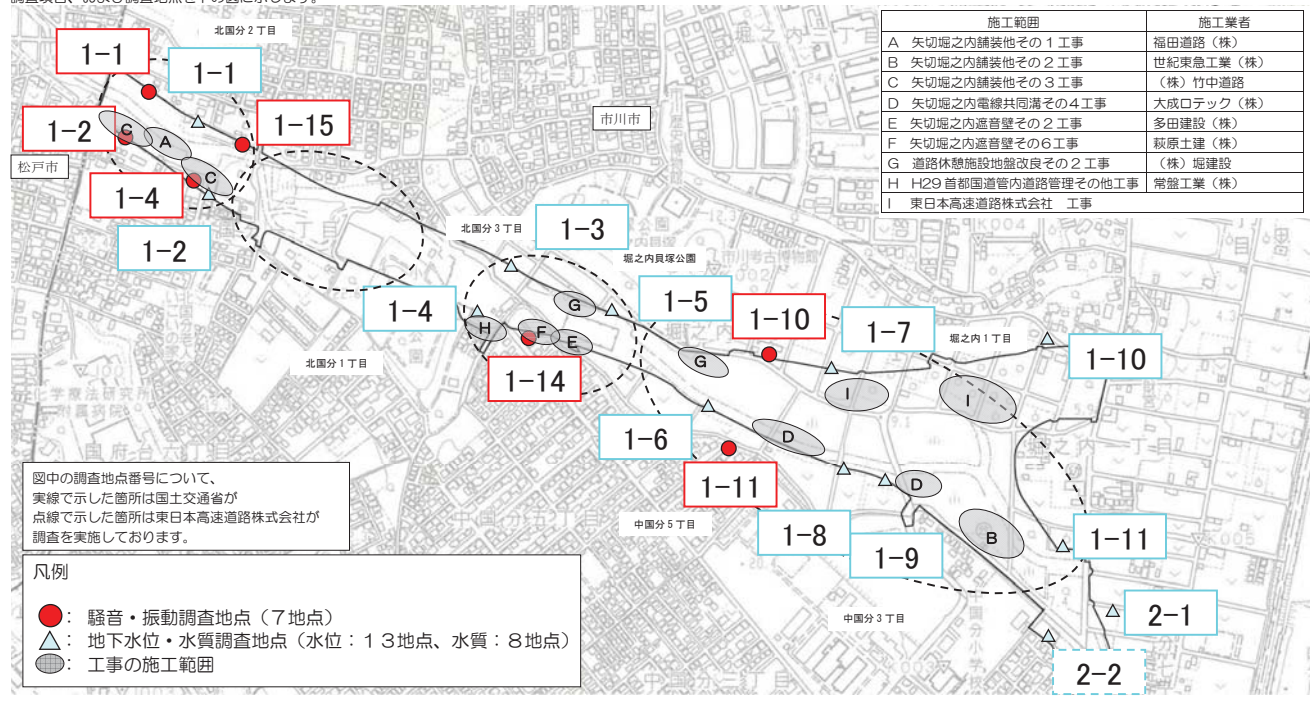 調査項目、および調査地点を下の図に示します。
施工範囲 施工業者
A 矢切堀之内舗装他その1工事 福田道路(株)
B 矢切堀之内舗装他その2工事 世紀東急工業(株)
C 矢切堀之内舗装他その3工事 (株)竹中道路
D 矢切堀之内電線共同溝その4工事 大成ロテック(株)
E 矢切堀之内遮音壁その2工事 多田建設(株)
F 矢切堀之内遮音壁その6工事 萩原土建(株)
G 道路休憩施設地盤改良その2工事 (株)堀建設
H H29首都国道管内道路管理その他工事 常盤工業(株)
I 東日本高速道路株式会社 工事
北国分2丁目
1-1
1-1
1-15
1-2
市川市
松戸市
C
A
C
1-4
1-2
北国分3丁目
1-3
堀之内貝塚公園
1-5
1-10
1-7
堀之内1丁目
1-10
1-4
G
H
F
E
G
北国分1丁目
1-14
I
I
1-6
D
1-11
D
中国分5丁目
1-8
1-9
B
1-11
中国分3丁目
2-1
2-2
図中の調査地点番号について、
実線で示した箇所は国土交通省が
点線で示した箇所は東日本高速道路株式会社が
調査を実施しております。
凡例
: 騒音・振動調査地点(7地点)
: 地下水位・水質調査地点(水位:13地点、水質:8地点)
: 工事の施工範囲